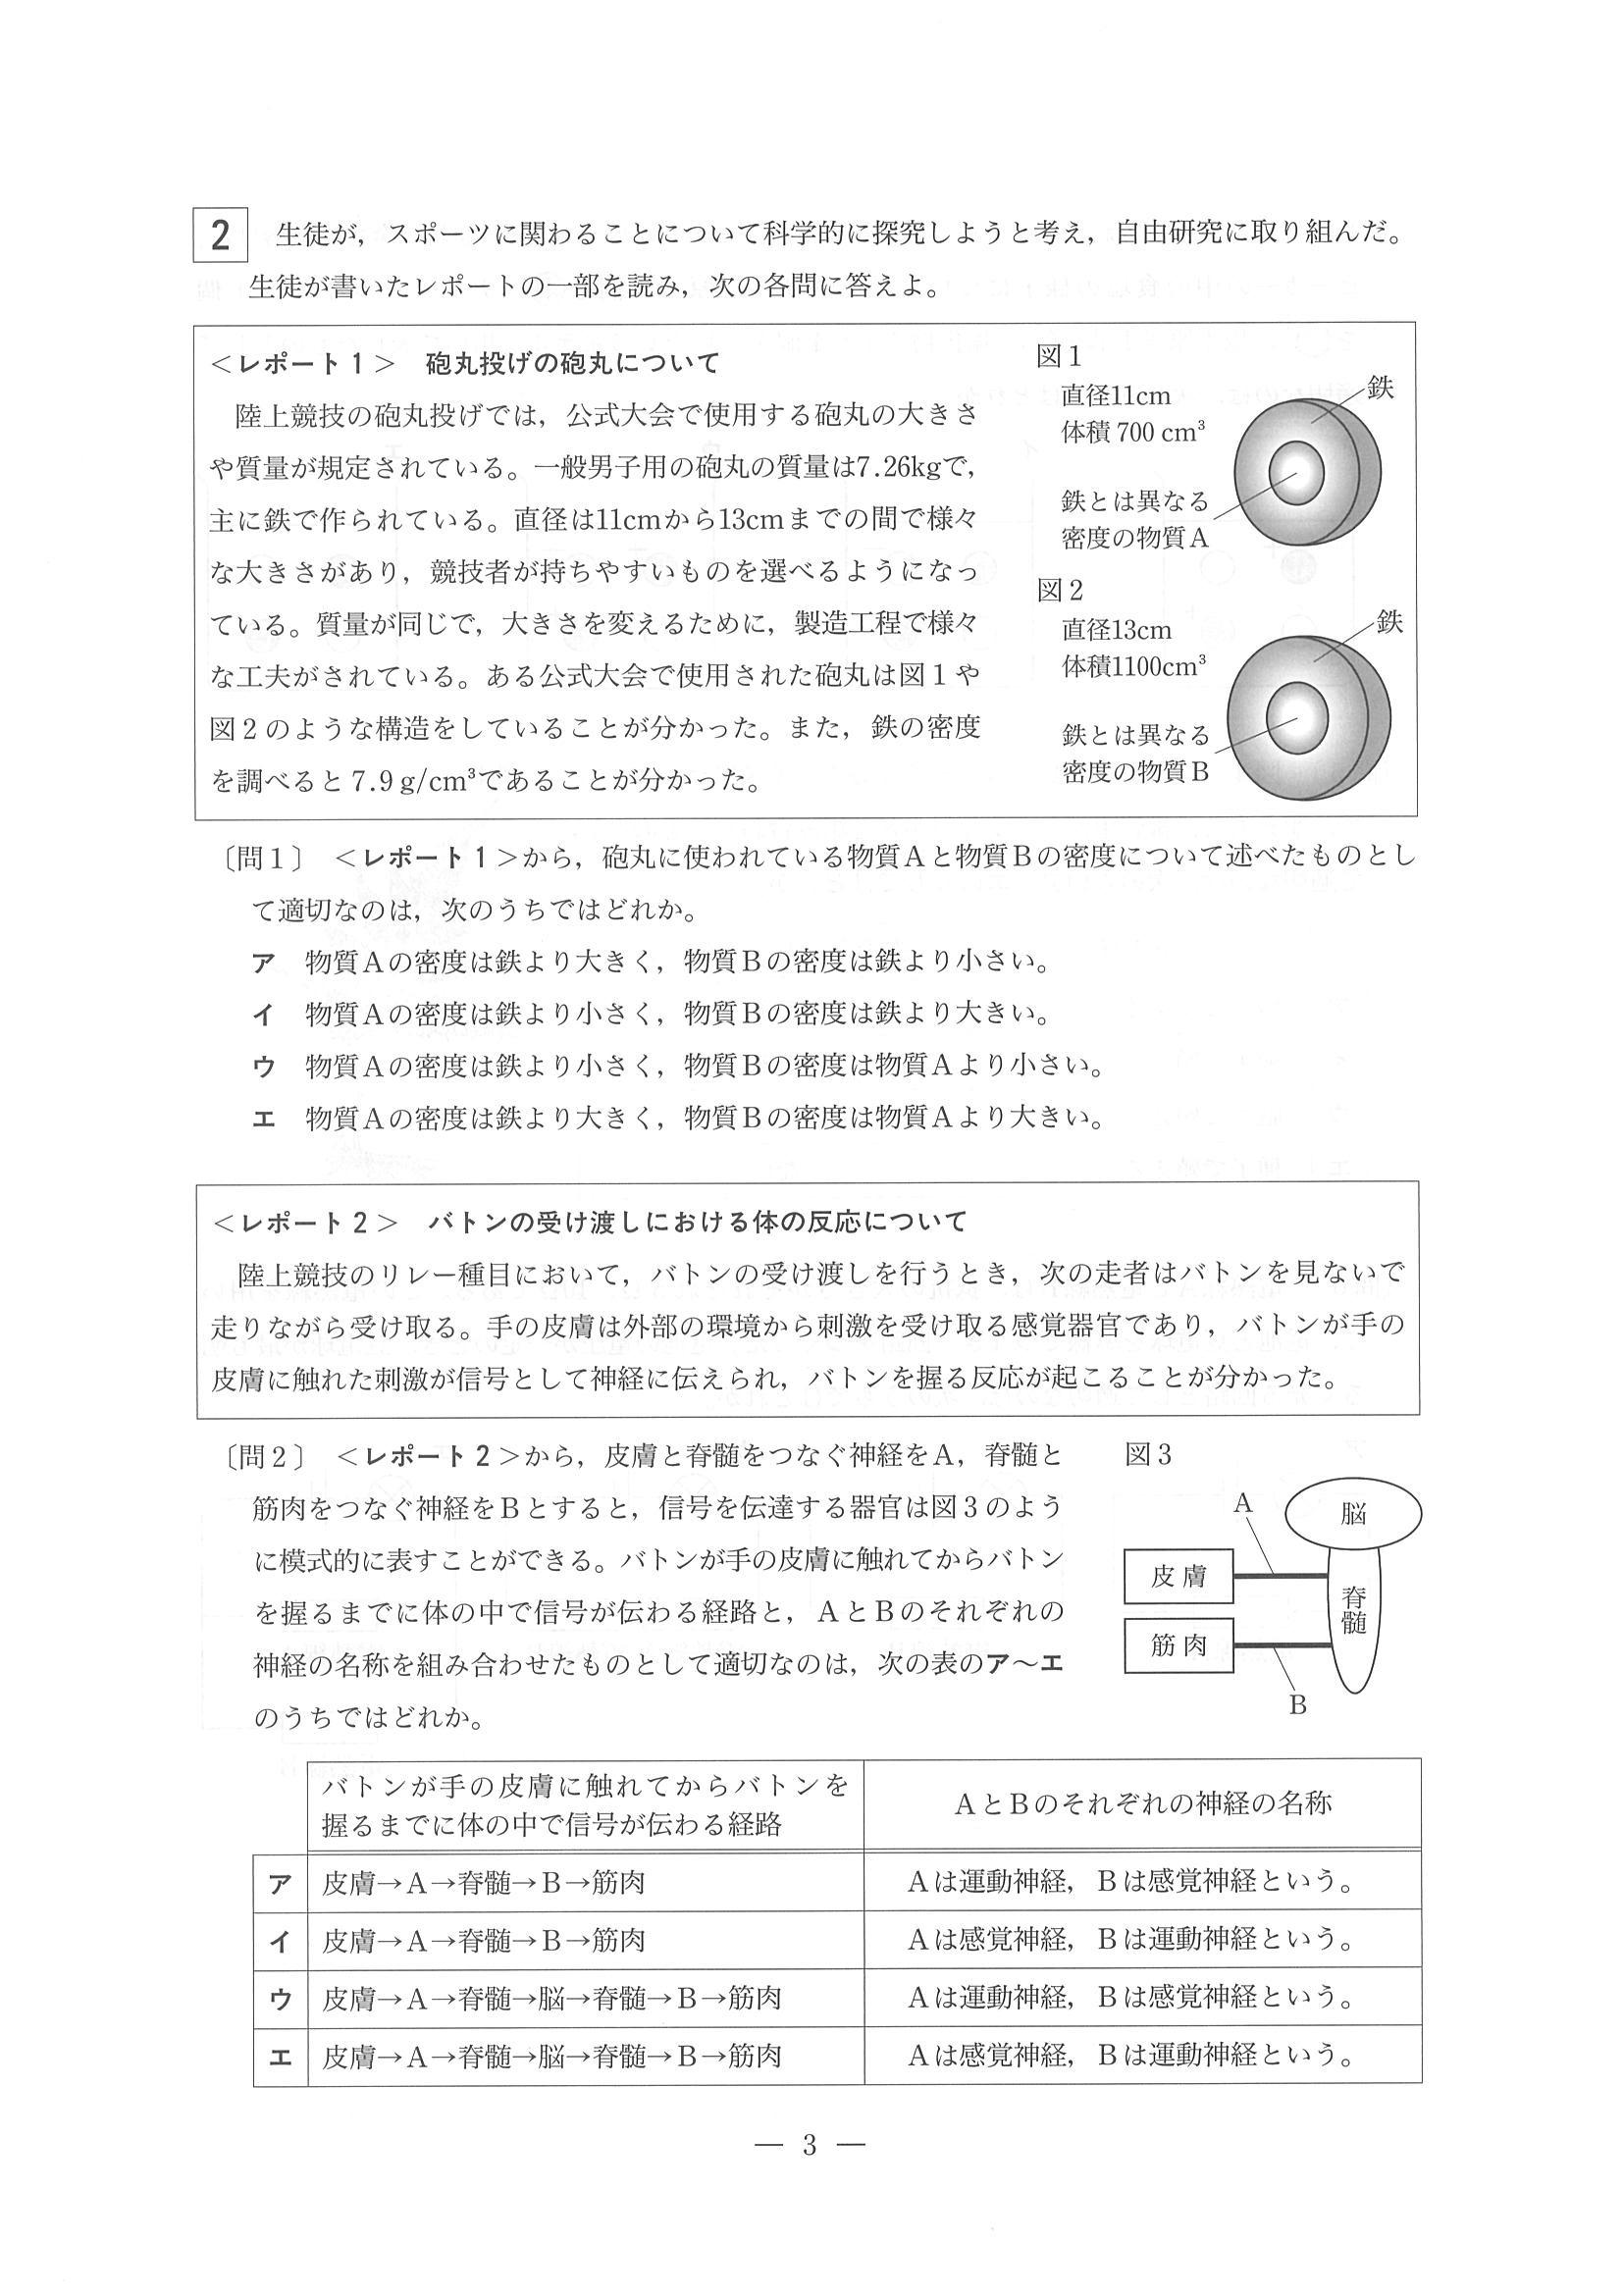 2 生徒が，スポーツに関わることについて科学的に探究しようと考え，自由研究に取り組んだ。
生徒が書いたレポートの一部を読み，次の各問に答えよ。
＜レポート1＞　砲丸投げの砲丸について
陸上競技の砲丸投げでは，公式大会で使用する砲丸の大きさ
や質量が規定されている。一般男子用の砲丸の質量は7.26kgで，
主に鉄で作られている。直径は11cmから13cmまでの間で様々
な大きさがあり，競技者が持ちやすいものを選べるようになっ
ている。質量が同じで，大きさを変えるために，製造工程で様々
な工夫がされている。ある公式大会で使用された砲丸は図1や
図2のような構造をしていることが分かった。また，鉄の密度
を調べると7.9g/cm³であることが分かった。
図1
直径11cm
体積 700 cm³
鉄
鉄とは異なる
密度の物質A
図2
直径13cm
体積1100cm³
鉄
鉄とは異なる
密度の物質B
〔問1〕　＜レポート1＞から，砲丸に使われている物質Aと物質Bの密度について述べたものとし
て適切なのは，次のうちではどれか。
ア　物質Aの密度は鉄より大きく，物質Bの密度は鉄より小さい。
イ　物質Aの密度は鉄より小さく，物質Bの密度は鉄より大きい。
ウ　物質Aの密度は鉄より小さく，物質Bの密度は物質Aより小さい。
エ　物質Aの密度は鉄より大きく，物質Bの密度は物質Aより大きい。
＜レポート2＞　バトンの受け渡しにおける体の反応について
陸上競技のリレー種目において，バトンの受け渡しを行うとき，次の走者はバトンを見ないで
走りながら受け取る。手の皮膚は外部の環境から刺激を受け取る感覚器官であり，バトンが手の
皮膚に触れた刺激が信号として神経に伝えられ，バトンを握る反応が起こることが分かった。
〔問2〕　＜レポート2＞から，皮膚と脊髄をつなぐ神経をA，脊髄と
筋肉をつなぐ神経をBとすると，信号を伝達する器官は図3のよう
に模式的に表すことができる。バトンが手の皮膚に触れてからバトン
を握るまでに体の中で信号が伝わる経路と，AとBのそれぞれの
神経の名称を組み合わせたものとして適切なのは，次の表のア～エ
のうちではどれか。
図3
A
脳
皮膚
脊髄
筋肉
B
バトンが手の皮膚に触れてからバトンを
握るまでに体の中で信号が伝わる経路
AとBのそれぞれの神経の名称
ア　皮膚→A→脊髄→B→筋肉　Aは運動神経，Bは感覚神経という。
イ　皮膚→A→脊髄→B→筋肉　Aは感覚神経，Bは運動神経という。
ウ　皮膚→A→脊髄→脳→脊髄→B→筋肉　Aは運動神経，Bは感覚神経という。
エ　皮膚→A→脊髄→脳→脊髄→B→筋肉　Aは感覚神経，Bは運動神経という。
— 3 —